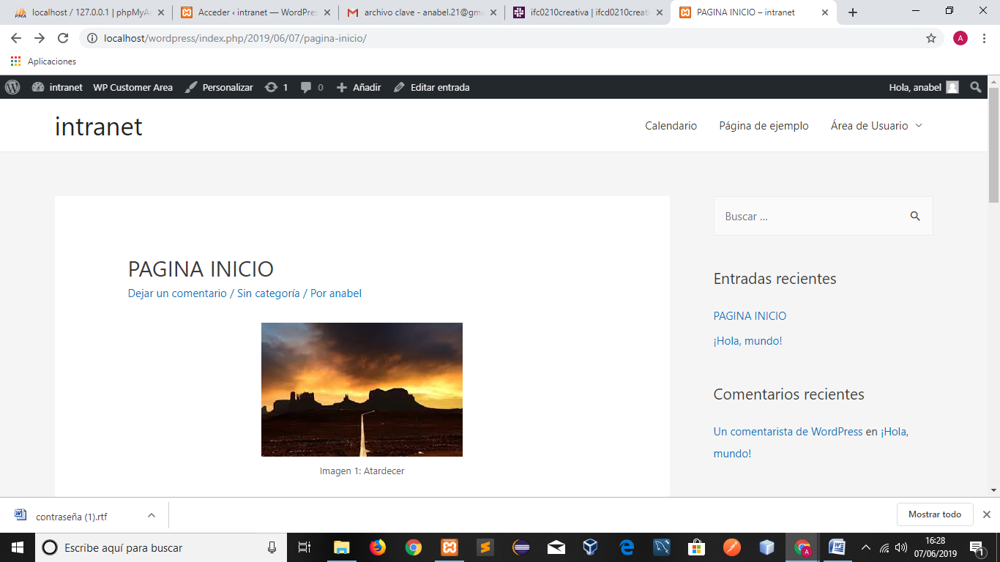 localhost / 127.0.0.1 | phpMyA
Acceder ‹ intranet — WordPres
archivo clave - anabel.21@gma
ifc0210creativa | ifcd0210creati
PAGINA INICIO – intranet
localhost/wordpress/index.php/2019/06/07/pagina-inicio/
A
Aplicaciones
intranet WP Customer Area Personalizar 1 0 Añadir Editar entrada Hola, anabel
intranet
Calendario Página de ejemplo Área de Usuario
Buscar ...
PAGINA INICIO
Dejar un comentario / Sin categoría / Por anabel
Imagen 1: Atardecer
Entradas recientes
PAGINA INICIO
¡Hola, mundo!
Comentarios recientes
Un comentarista de WordPress en ¡Hola,
mundo!
contraseña (1).rtf
Mostrar todo
Escribe aquí para buscar
16:28
07/06/2019
1